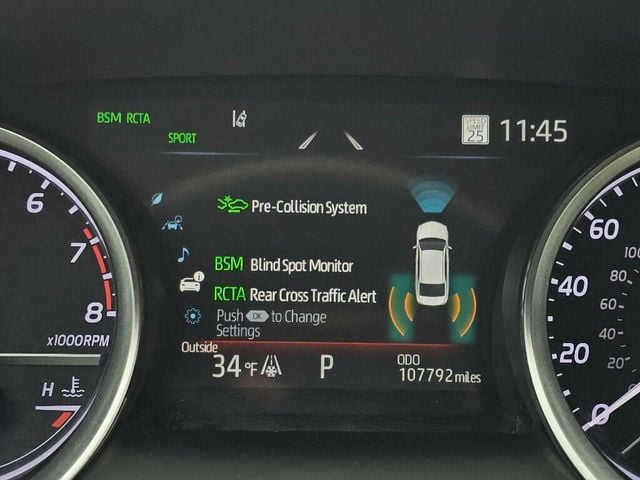 BSM RCTA
SPORT
SPEED
LIMIT
25
11:45
Pre-Collision System
BSM Blind Spot Monitor
RCTA Rear Cross Traffic Alert
Push OK to Change
Settings
Outside
34 °F
P
ODO
107792 miles
6
7
8
x1000RPM
H
60
40
20
0
100
80
60
40
20
0